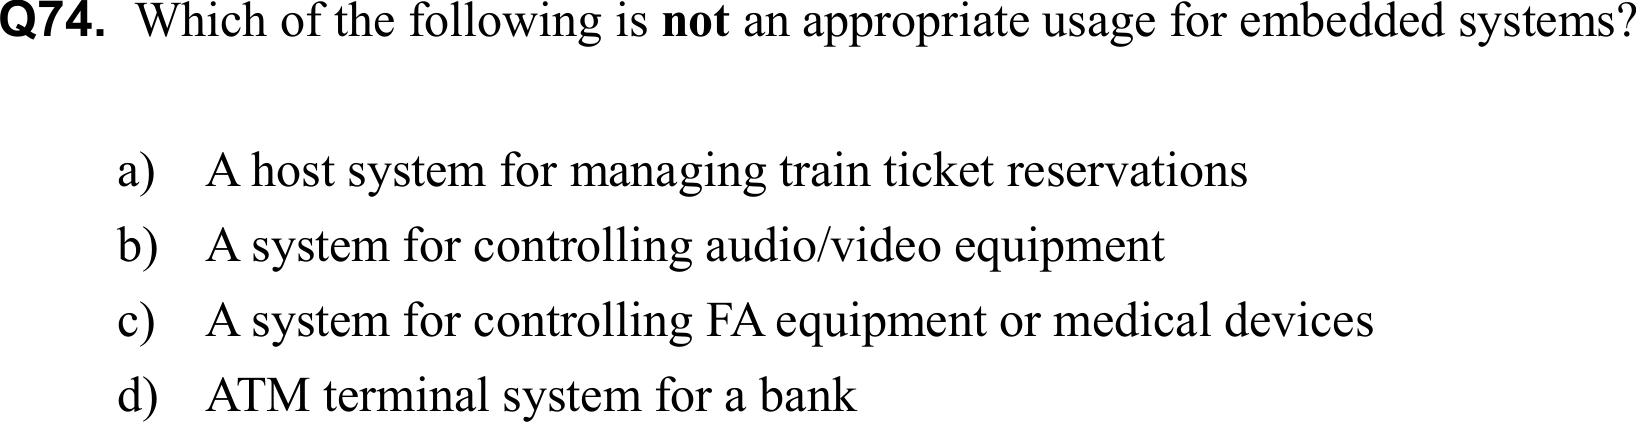 Q74. Which of the following is not an appropriate usage for embedded systems?
a) A host system for managing train ticket reservations
b) A system for controlling audio/video equipment
c) A system for controlling FA equipment or medical devices
d) ATM terminal system for a bank